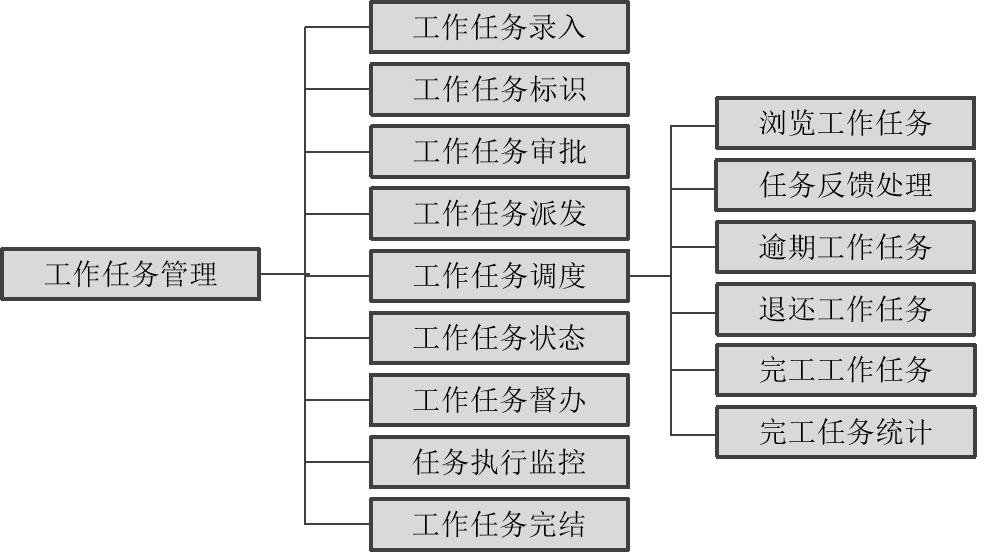 工作任务管理
工作任务录入
工作任务标识
工作任务审批
工作任务派发
工作任务调度
工作任务状态
工作任务督办
任务执行监控
工作任务完结
浏览工作任务
任务反馈处理
逾期工作任务
退还工作任务
完工工作任务
完工任务统计